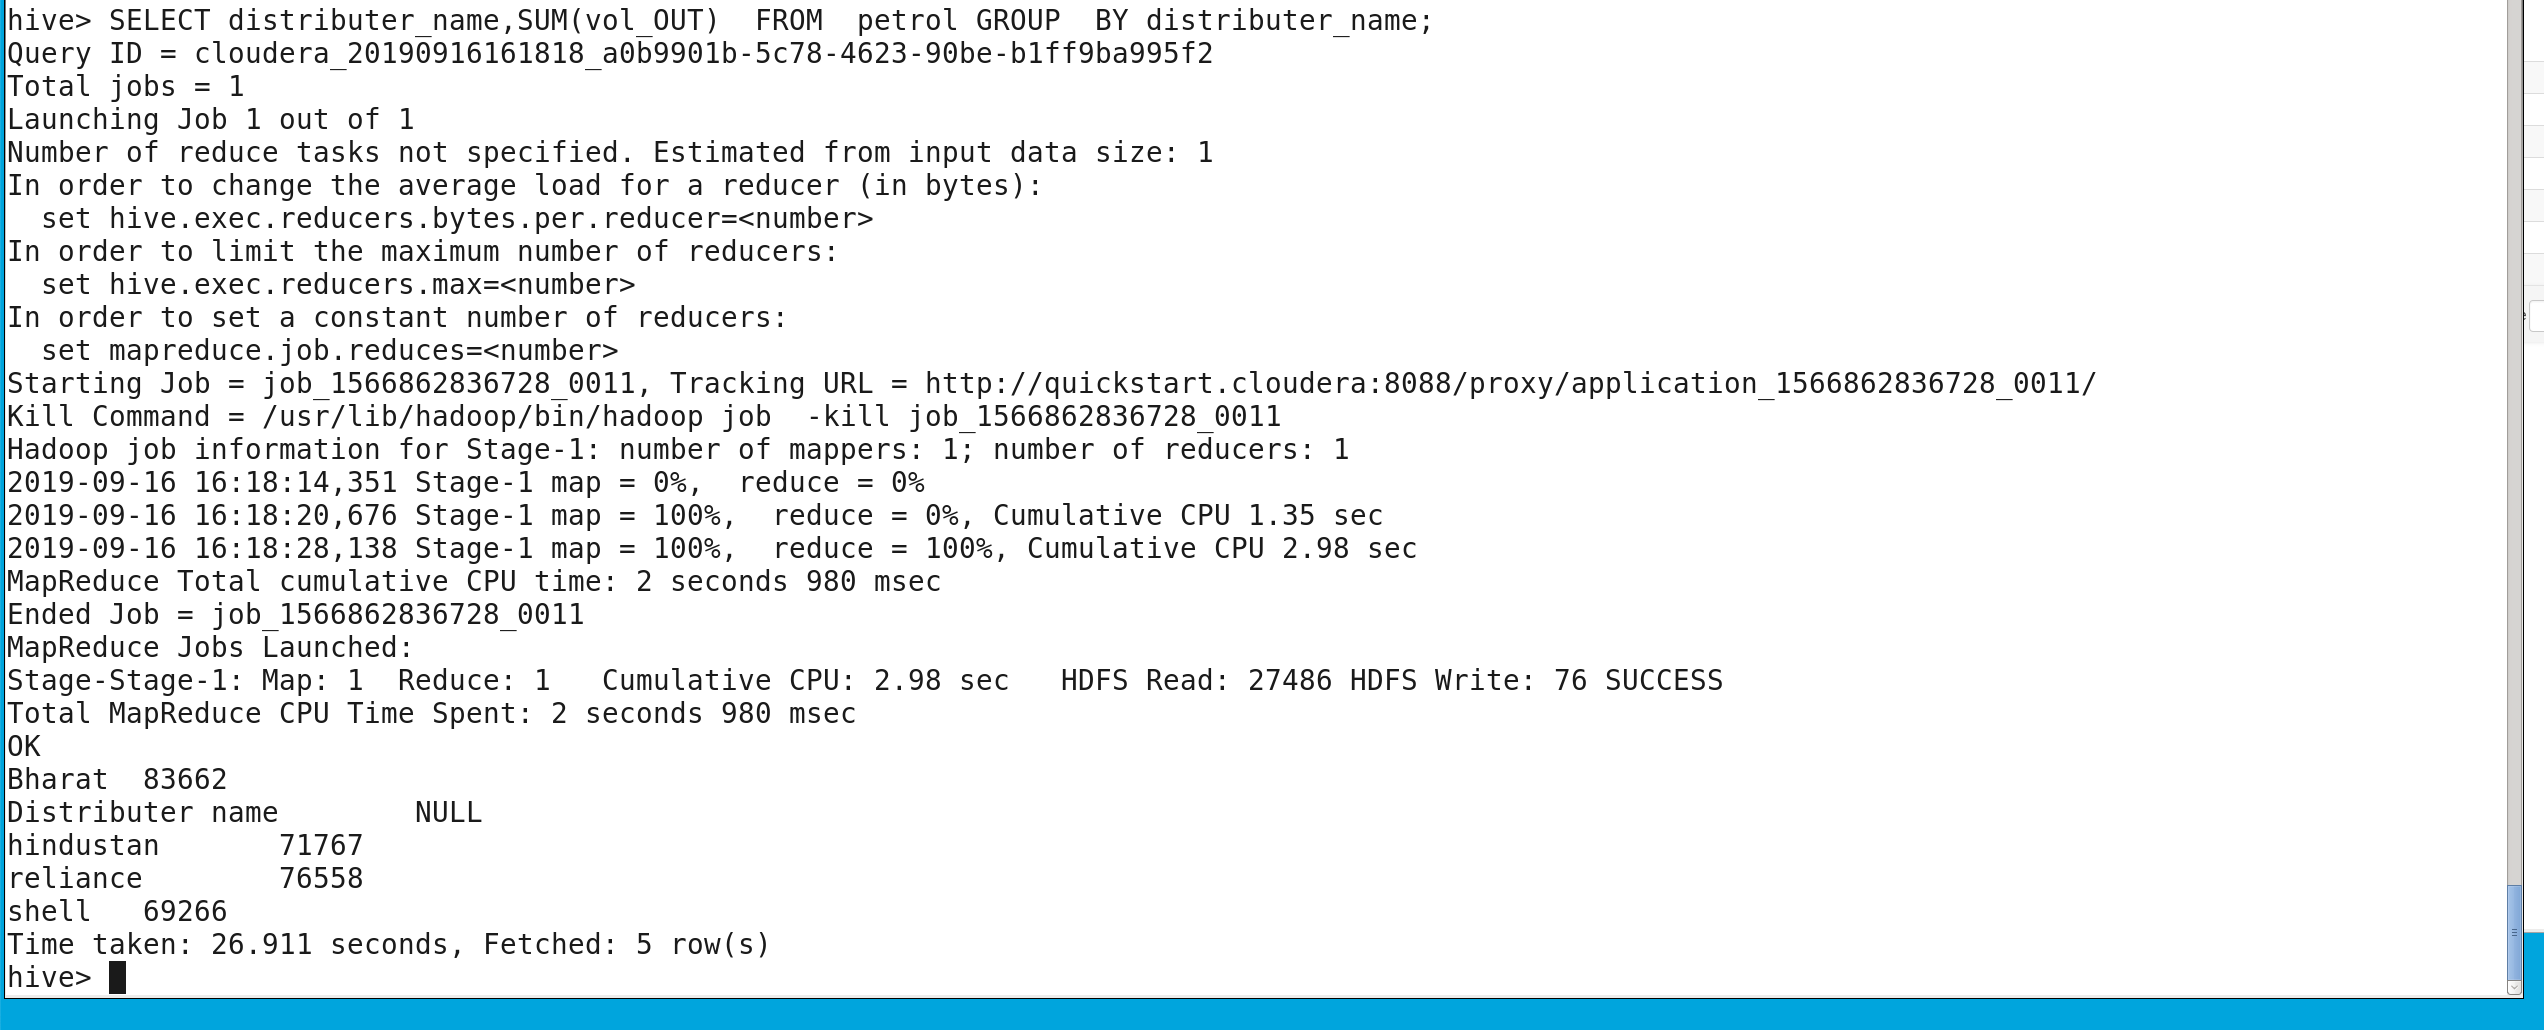 hive> SELECT distributer_name,SUM(vol_OUT)  FROM  petrol GROUP  BY distributer_name;
Query ID = cloudera_20190916161818_a0b9901b-5c78-4623-90be-b1ff9ba995f2
Total jobs = 1
Launching Job 1 out of 1
Number of reduce tasks not specified. Estimated from input data size: 1
In order to change the average load for a reducer (in bytes):
  set hive.exec.reducers.bytes.per.reducer=<number>
In order to limit the maximum number of reducers:
  set hive.exec.reducers.max=<number>
In order to set a constant number of reducers:
  set mapreduce.job.reduces=<number>
Starting Job = job_1566862836728_0011, Tracking URL = http://quickstart.cloudera:8088/proxy/application_1566862836728_0011/
Kill Command = /usr/lib/hadoop/bin/hadoop job  -kill job_1566862836728_0011
Hadoop job information for Stage-1: number of mappers: 1; number of reducers: 1
2019-09-16 16:18:14,351 Stage-1 map = 0%,  reduce = 0%
2019-09-16 16:18:20,676 Stage-1 map = 100%,  reduce = 0%, Cumulative CPU 1.35 sec
2019-09-16 16:18:28,138 Stage-1 map = 100%,  reduce = 100%, Cumulative CPU 2.98 sec
MapReduce Total cumulative CPU time: 2 seconds 980 msec
Ended Job = job_1566862836728_0011
MapReduce Jobs Launched:
Stage-Stage-1: Map: 1  Reduce: 1   Cumulative CPU: 2.98 sec   HDFS Read: 27486 HDFS Write: 76 SUCCESS
Total MapReduce CPU Time Spent: 2 seconds 980 msec
OK
Bharat  83662
Distributer name        NULL
hindustan       71767
reliance        76558
shell   69266
Time taken: 26.911 seconds, Fetched: 5 row(s)
hive>